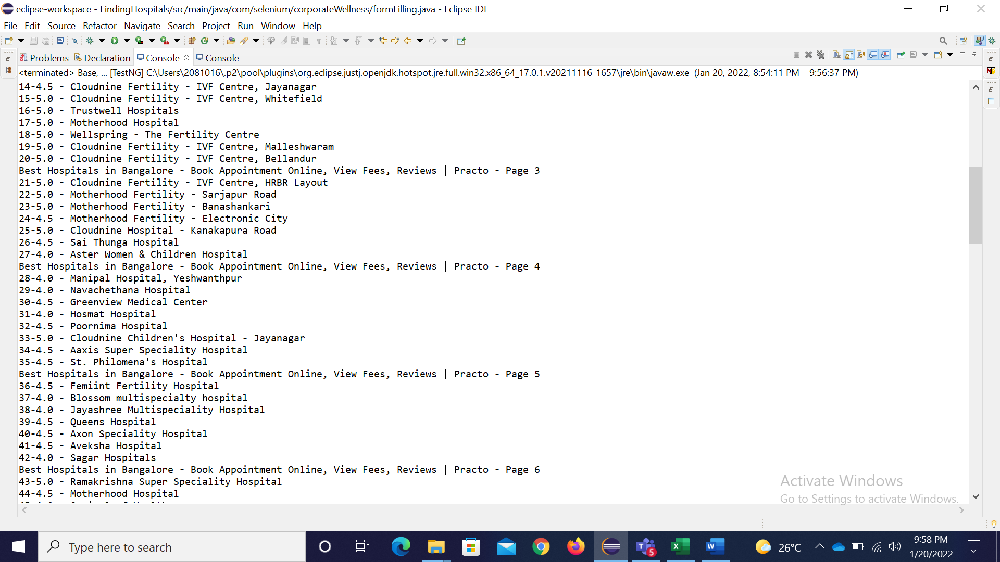 eclipse-workspace - FindingHospitals/src/main/java/com/selenium/corporateWellness/formFilling.java - Eclipse IDE
File Edit Source Refactor Navigate Search Project Run Window Help
Problems Declaration Console Console
<terminated> Base, ... [TestNG] C:\Users\2081016\.p2\pool\plugins\org.eclipse.justj.openjdk.hotspot.jre.full.win32.x86_64_17.0.1.v20211116-1657\jre\bin\javaw.exe (Jan 20, 2022, 8:54:11 PM – 9:56:37 PM)
14-4.5 - Cloudnine Fertility - IVF Centre, Jayanagar
15-5.0 - Cloudnine Fertility - IVF Centre, Whitefield
16-5.0 - Trustwell Hospitals
17-5.0 - Motherhood Hospital
18-5.0 - Wellspring - The Fertility Centre
19-5.0 - Cloudnine Fertility - IVF Centre, Malleshwaram
20-5.0 - Cloudnine Fertility - IVF Centre, Bellandur
Best Hospitals in Bangalore - Book Appointment Online, View Fees, Reviews | Practo - Page 3
21-5.0 - Cloudnine Fertility - IVF Centre, HRBR Layout
22-5.0 - Motherhood Fertility - Sarjapur Road
23-5.0 - Motherhood Fertility - Banashankari
24-4.5 - Motherhood Fertility - Electronic City
25-5.0 - Cloudnine Hospital - Kanakapura Road
26-4.5 - Sai Thunga Hospital
27-4.0 - Aster Women & Children Hospital
Best Hospitals in Bangalore - Book Appointment Online, View Fees, Reviews | Practo - Page 4
28-4.0 - Manipal Hospital, Yeshwanthpur
29-4.0 - Navachethana Hospital
30-4.5 - Greenview Medical Center
31-4.0 - Hosmat Hospital
32-4.5 - Poornima Hospital
33-5.0 - Cloudnine Children's Hospital - Jayanagar
34-4.5 - Aaxis Super Speciality Hospital
35-4.5 - St. Philomena's Hospital
Best Hospitals in Bangalore - Book Appointment Online, View Fees, Reviews | Practo - Page 5
36-4.5 - Femiint Fertility Hospital
37-4.0 - Blossom multispecialty hospital
38-4.0 - Jayashree Multispeciality Hospital
39-4.5 - Queens Hospital
40-4.5 - Axon Speciality Hospital
41-4.5 - Aveksha Hospital
42-4.0 - Sagar Hospitals
Best Hospitals in Bangalore - Book Appointment Online, View Fees, Reviews | Practo - Page 6
43-5.0 - Ramakrishna Super Speciality Hospital
44-4.5 - Motherhood Hospital
Activate Windows
Go to Settings to activate Windows.
Type here to search
5
26°C
9:58 PM
1/20/2022